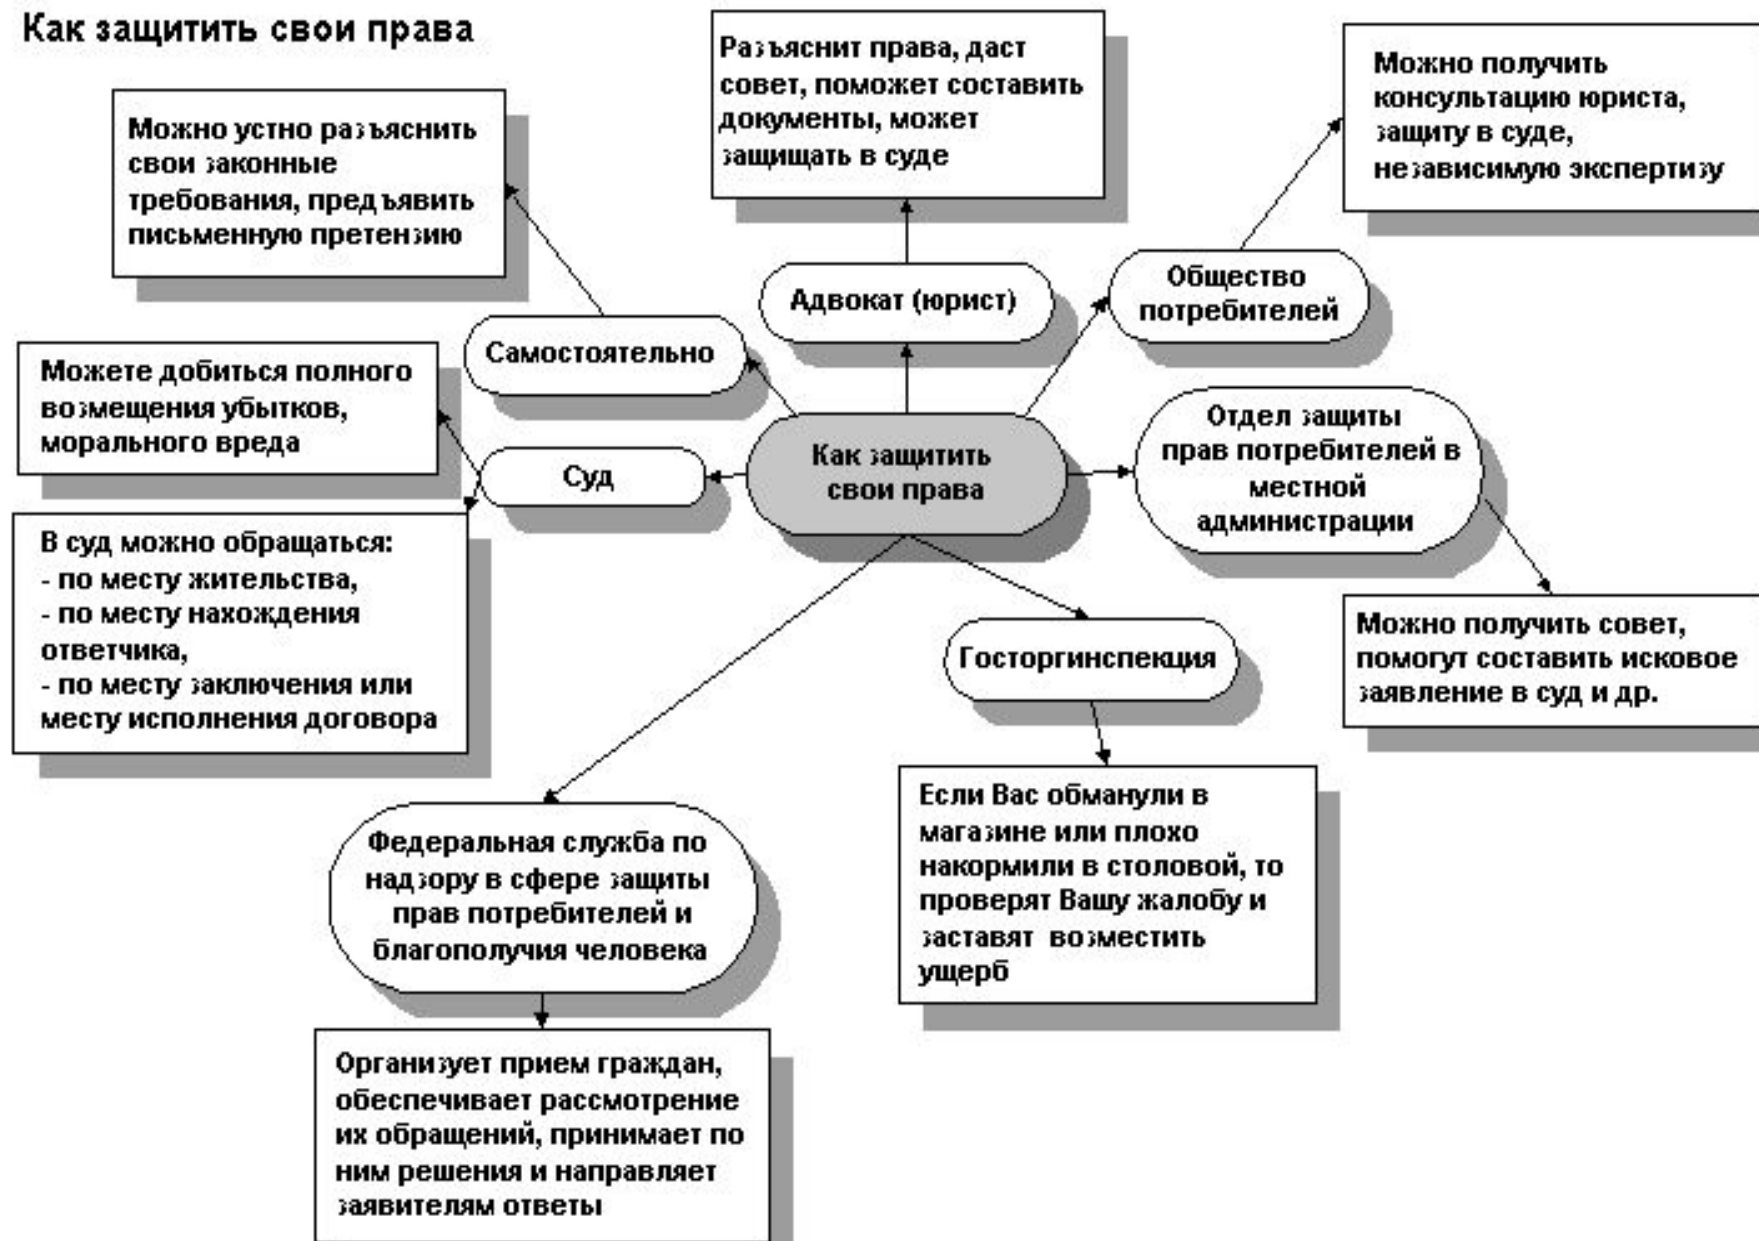 Как защитить свои права
Разъяснит права, даст
совет, поможет составить
документы, может
защищать в суде
Можно получить
консультацию юриста,
защиту в суде,
независимую экспертизу
Можно устно разъяснить
свои законные
требования, предъявить
письменную претензию
Адвокат (юрист)
Общество
потребителей
Самостоятельно
Можете добиться полного
возмещения убытков,
морального вреда
Суд
Как защитить
свои права
Отдел защиты
прав потребителей в
местной
администрации
В суд можно обращаться:
- по месту жительства,
- по месту нахождения
ответчика,
- по месту заключения или
месту исполнения договора
Госторгинспекция
Можно получить совет,
помогут составить исковое
заявление в суд и др.
Федеральная служба по
надзору в сфере защиты
прав потребителей и
благополучия человека
Если Вас обманули в
магазине или плохо
накормили в столовой, то
проверят Вашу жалобу и
заставят возместить
ущерб
Организует прием граждан,
обеспечивает рассмотрение
их обращений, принимает по
ним решения и направляет
заявителям ответы